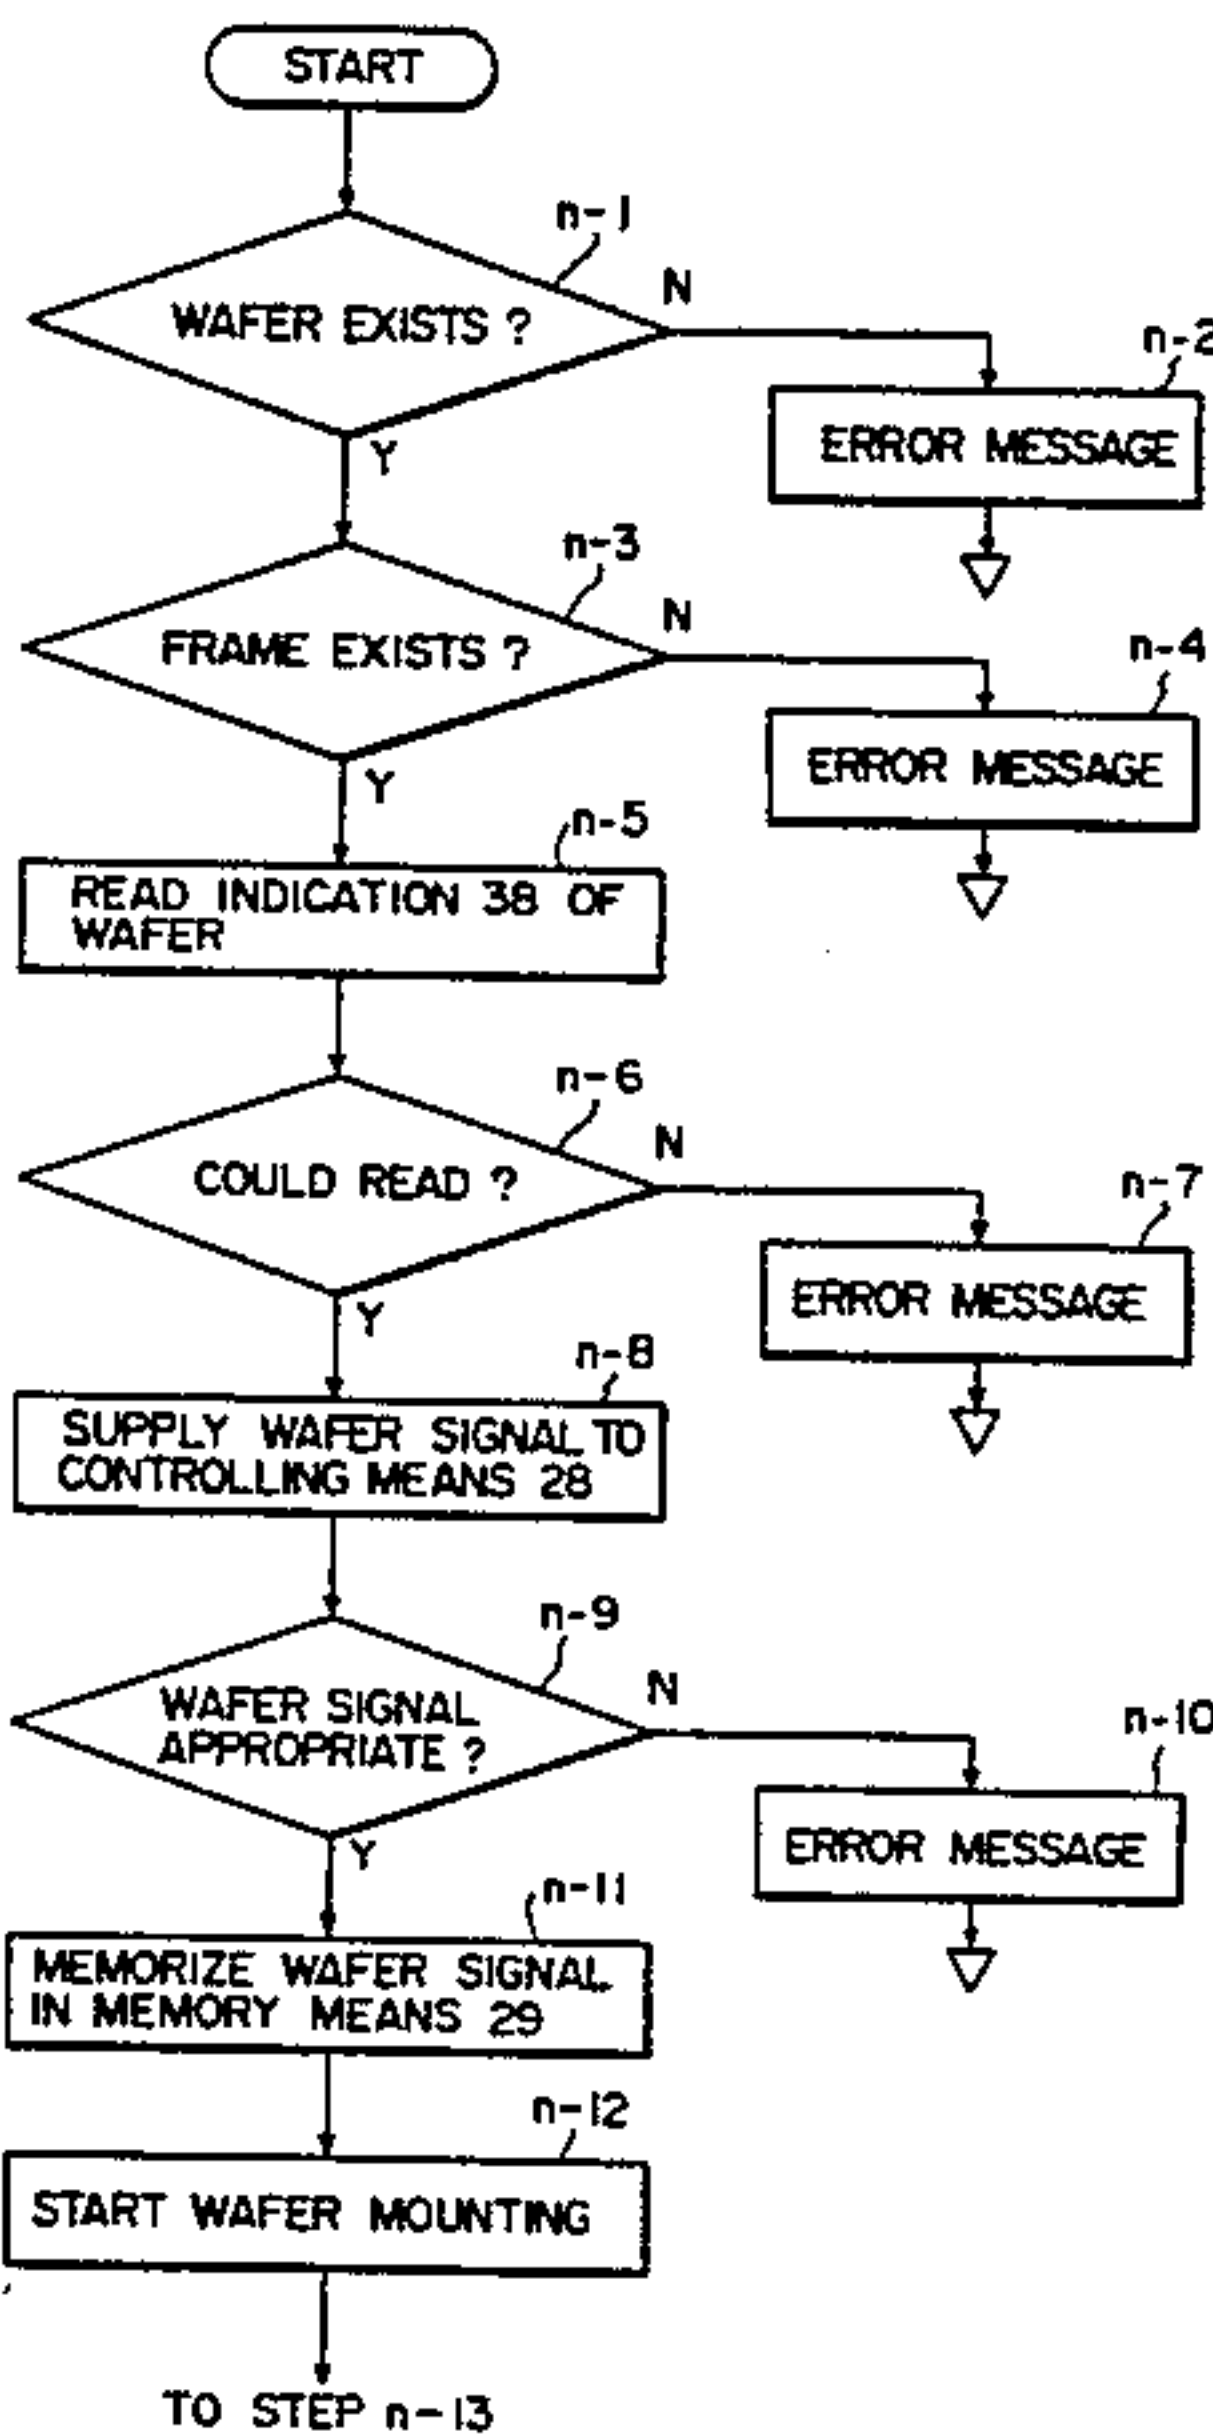 START
n-1
N
WAFER EXISTS ?
n-2
ERROR MESSAGE
Y
n-3
N
FRAME EXISTS ?
n-4
ERROR MESSAGE
Y
n-5
READ INDICATION 38 OF
WAFER
n-6
N
COULD READ ?
n-7
ERROR MESSAGE
Y
n-8
SUPPLY WAFER SIGNAL TO
CONTROLLING MEANS 28
n-9
N
WAFER SIGNAL
APPROPRIATE ?
n-10
ERROR MESSAGE
Y
n-11
MEMORIZE WAFER SIGNAL
IN MEMORY MEANS 29
n-12
START WAFER MOUNTING
TO STEP n-13